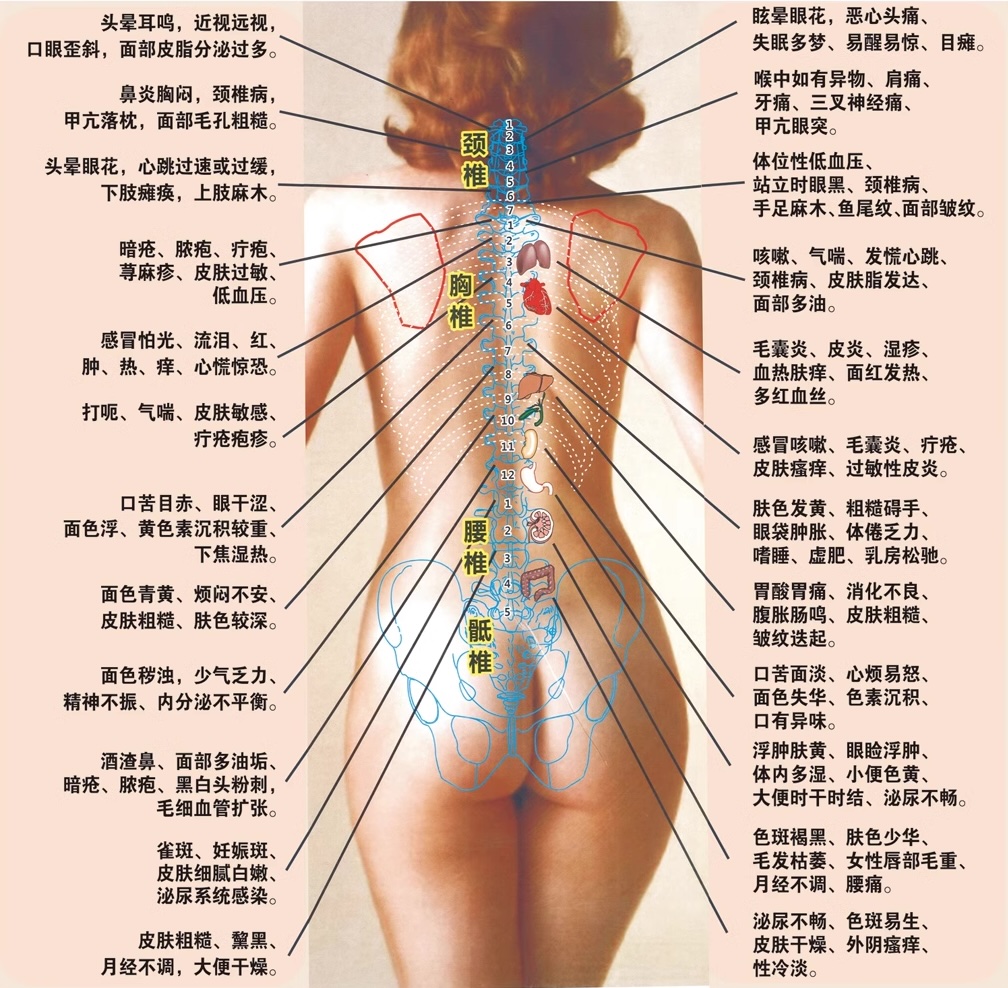 头晕耳鸣，近视远视，
口眼歪斜，面部皮脂分泌过多。
鼻炎胸闷，颈椎病，
甲亢落枕，面部毛孔粗糙。
头晕眼花，心跳过速或过缓，
下肢瘫痪，上肢麻木。
暗疮、脓疱、疔疱、
荨麻疹、皮肤过敏、
低血压。
感冒怕光、流泪、红、
肿、热、痒、心慌惊恐。
打呃、气喘、皮肤敏感、
疔疮疱疹。
口苦目赤、眼干涩、
面色浮、黄色素沉积较重、
下焦湿热。
面色青黄、烦闷不安、
皮肤粗糙、肤色较深。
面色秽浊，少气乏力、
精神不振、内分泌不平衡。
酒渣鼻、面部多油垢、
暗疮、脓疱、黑白头粉刺，
毛细血管扩张。
雀斑、妊娠斑、
皮肤细腻白嫩、
泌尿系统感染。
皮肤粗糙、黧黑、
月经不调，大便干燥。
颈椎
胸椎
腰椎
骶椎
1
2
3
4
5
6
7
1
2
3
4
5
6
7
8
9
10
11
12
1
2
3
4
5
眩晕眼花，恶心头痛、
失眠多梦、易醒易惊、目瘫。
喉中如有异物、肩痛、
牙痛、三叉神经痛、
甲亢眼突。
体位性低血压、
站立时眼黑、颈椎病、
手足麻木、鱼尾纹、面部皱纹。
咳嗽、气喘、发慌心跳、
颈椎病、皮肤脂发达、
面部多油。
毛囊炎、皮炎、湿疹、
血热肤痒、面红发热、
多红血丝。
感冒咳嗽、毛囊炎、疔疮、
皮肤瘙痒、过敏性皮炎。
肤色发黄、粗糙碍手、
眼袋肿胀、体倦乏力、
嗜睡、虚肥、乳房松驰。
胃酸胃痛、消化不良、
腹胀肠鸣、皮肤粗糙、
皱纹迭起。
口苦面淡、心烦易怒、
面色失华、色素沉积、
口有异味。
浮肿肤黄、眼睑浮肿、
体内多湿、小便色黄、
大便时干时结、泌尿不畅。
色斑褐黑、肤色少华、
毛发枯萎、女性唇部毛重、
月经不调、腰痛。
泌尿不畅、色斑易生、
皮肤干燥、外阴瘙痒、
性冷淡。